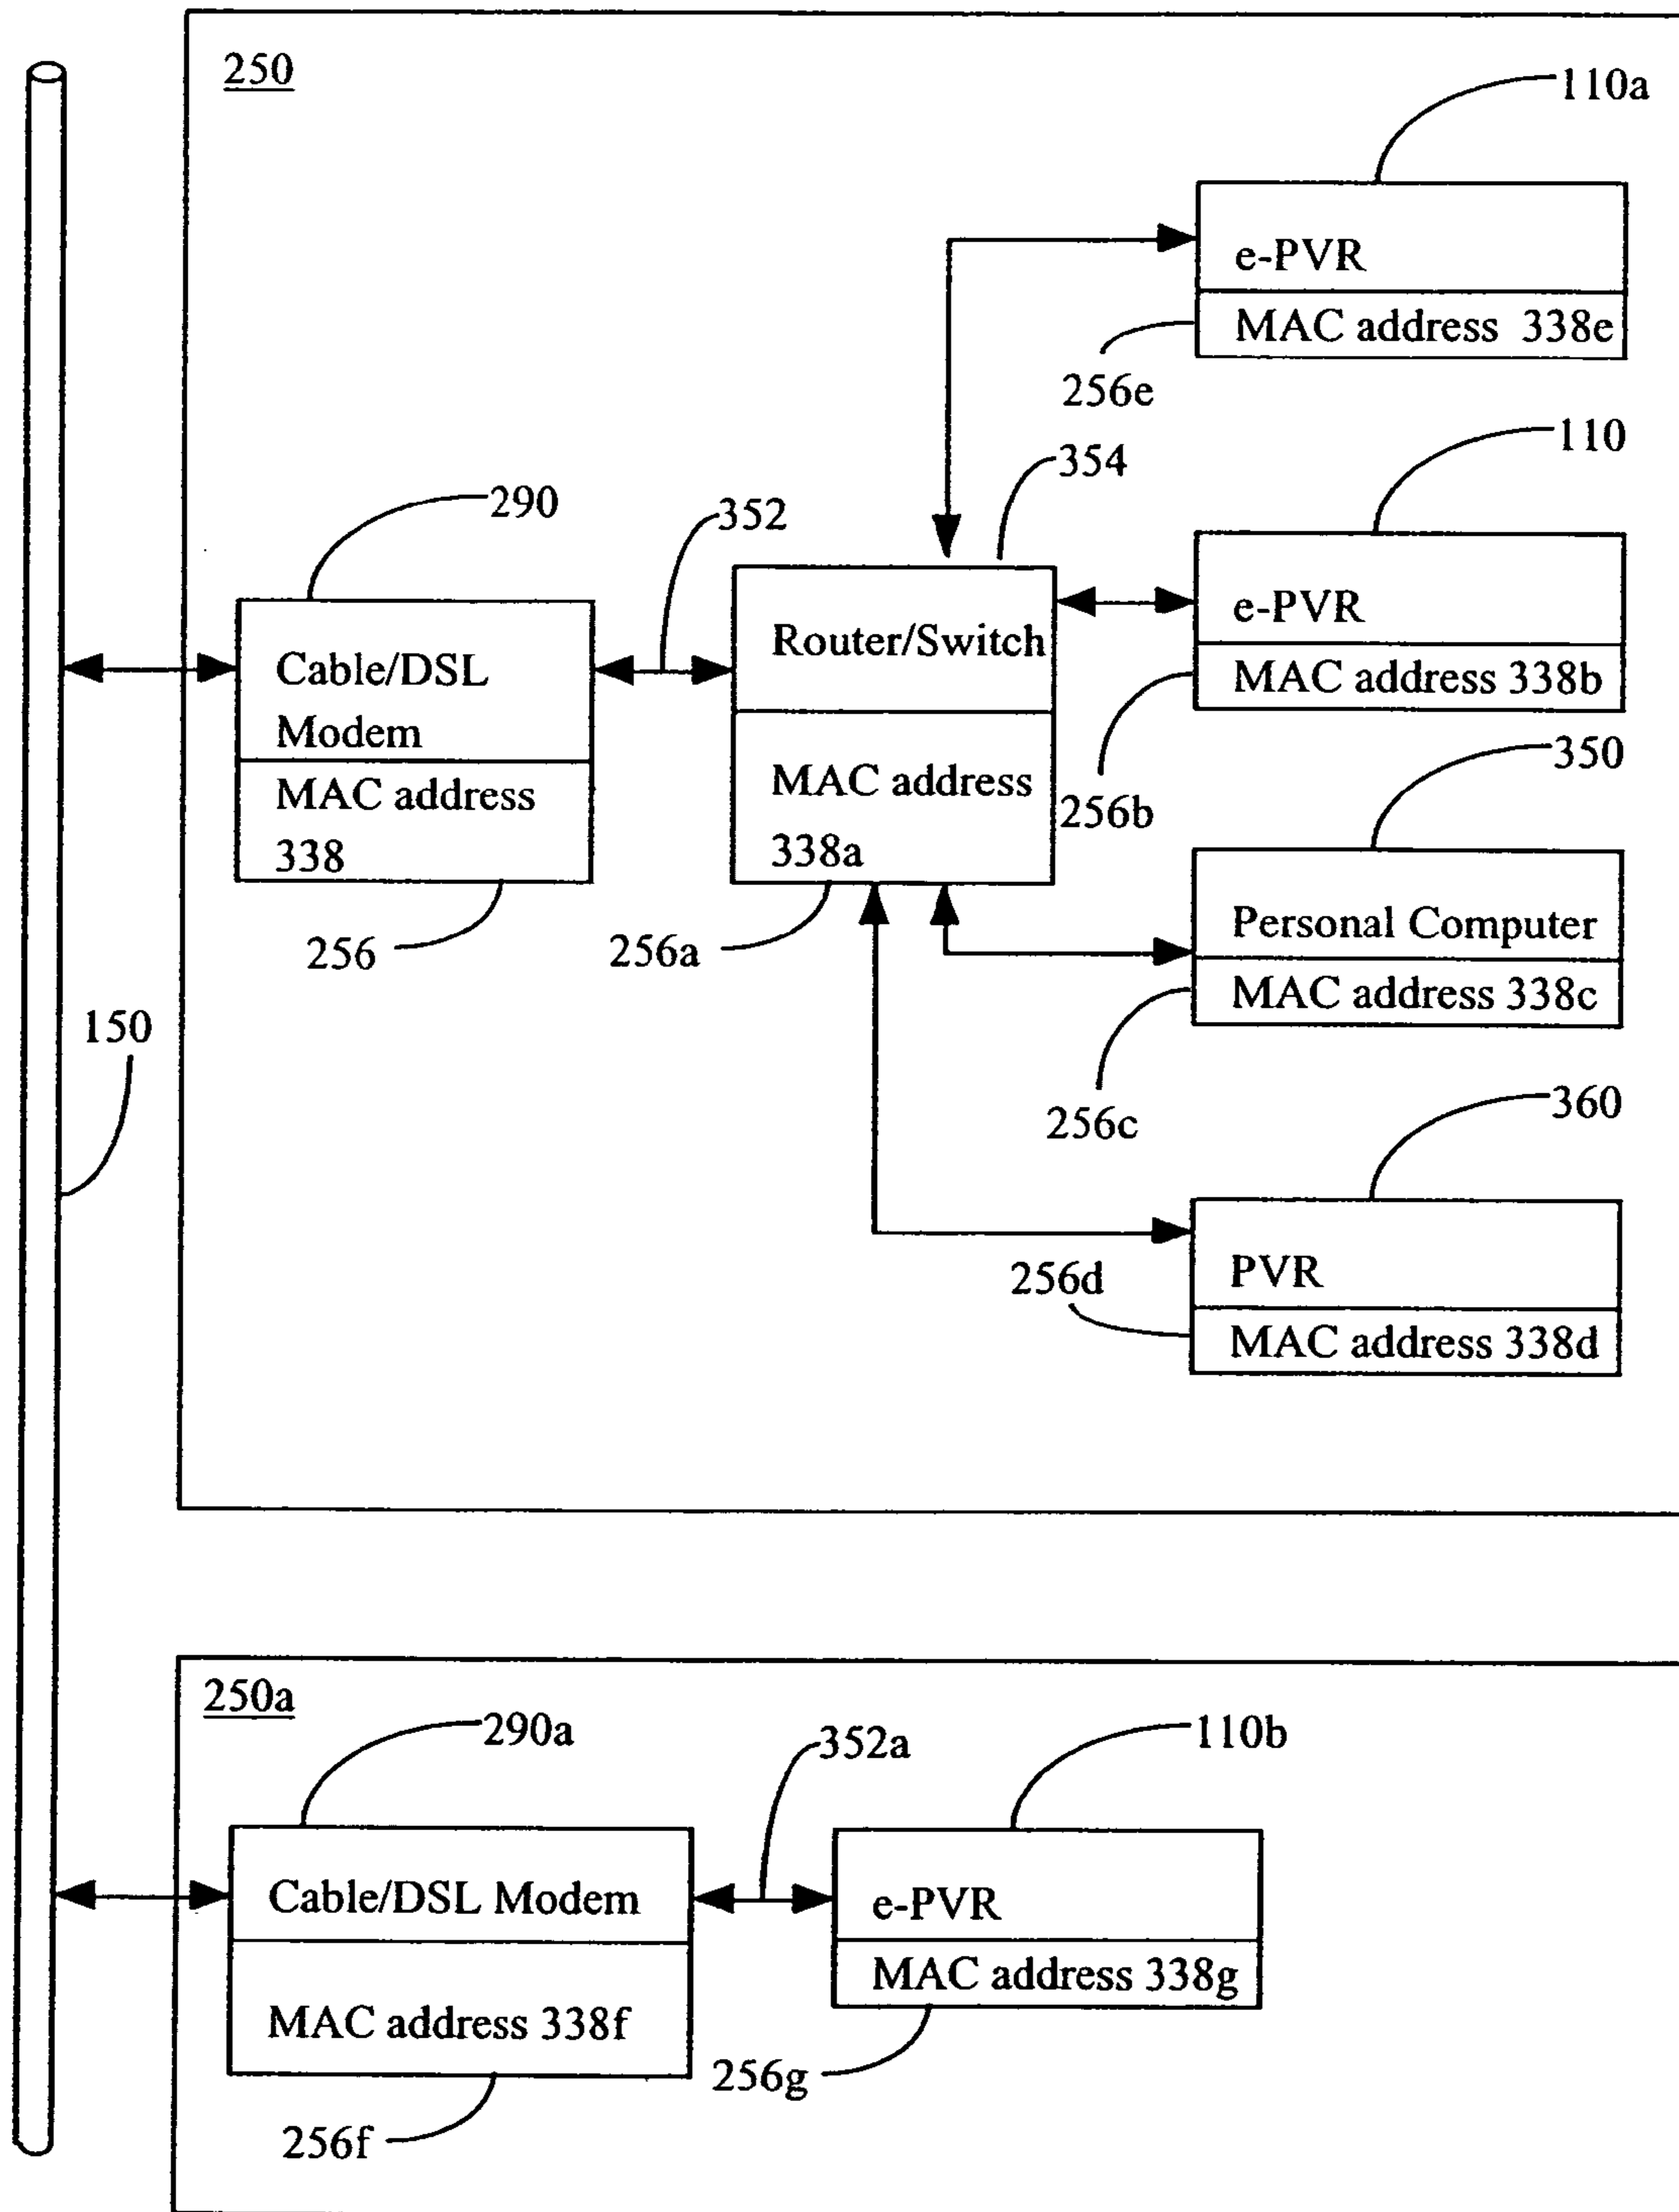 250
110a
e-PVR
MAC address 338e
256e
110
354
290
352
e-PVR
MAC address 338b
Router/Switch
Cable/DSL
Modem
MAC address
338
MAC address
338a
256b
350
256
256a
Personal Computer
MAC address 338c
150
256c
360
256d
PVR
MAC address 338d
250a
290a
352a
110b
Cable/DSL Modem
e-PVR
MAC address 338g
MAC address 338f
256g
256f